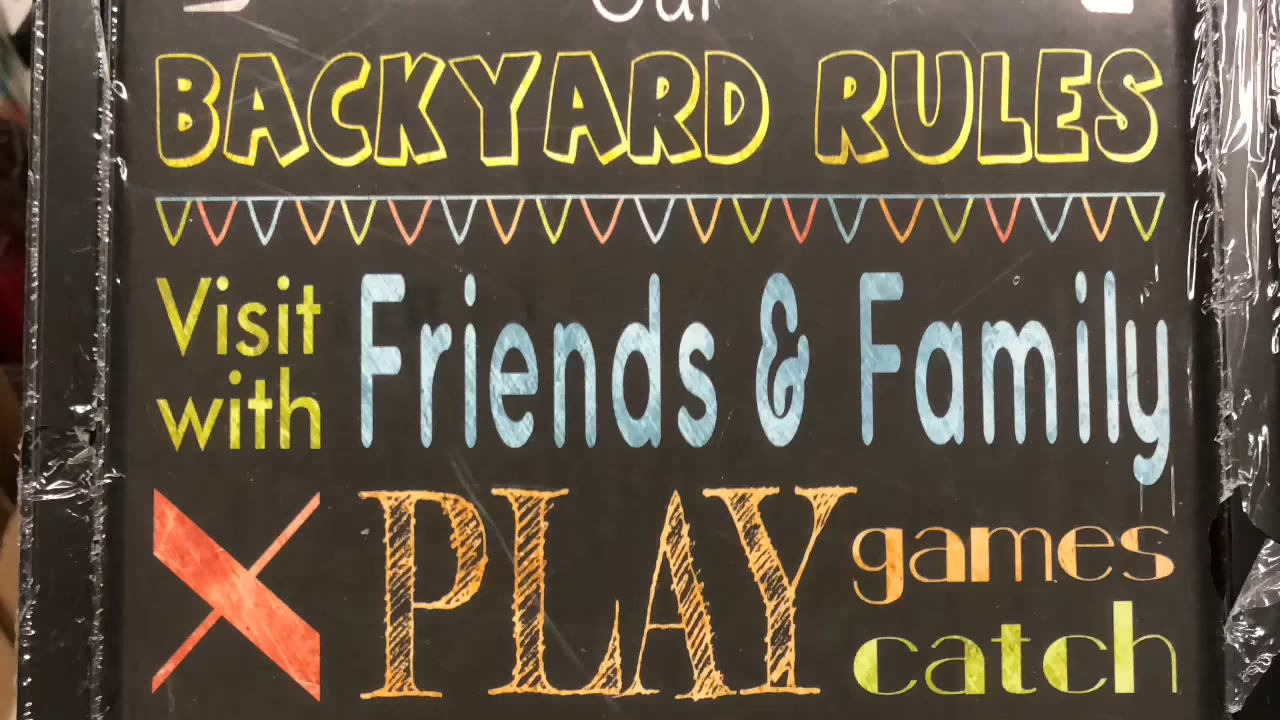 Our
BACKYARD RULES
Visit with Friends & Family
X PLAY games
catch